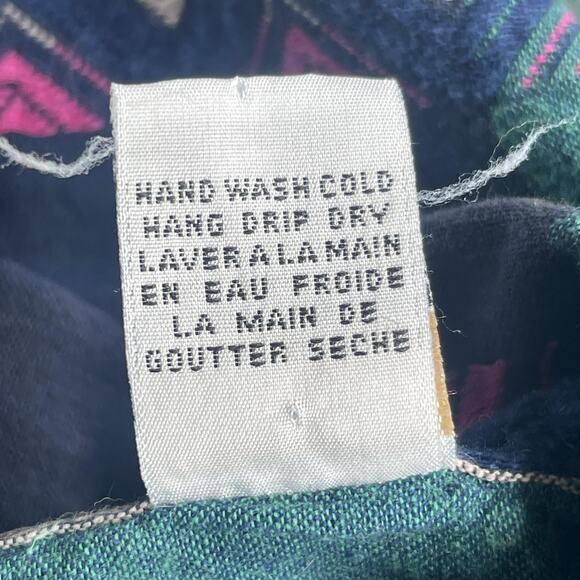 HAND WASH COLD
HANG DRIP DRY
LAVER A LA MAIN
EN EAU FROIDE
LA MAIN DE
GOUTTER SECHE